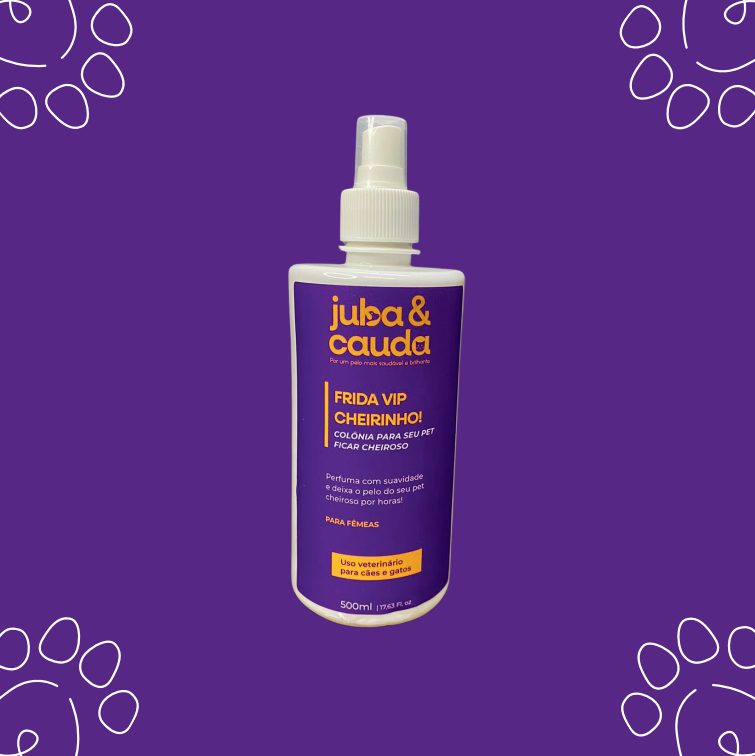 juba &
cauda
Por um pelo mais saudável e brilhante.
FRIDA VIP
CHEIRINHO!
COLÔNIA PARA SEU PET
FICAR CHEIROSO
Perfuma com suavidade
e deixa o pelo do seu pet
cheiroso por horas!
PARA FÊMEAS
Uso veterinário
para cães e gatos
500ml | 17,63 FL oz